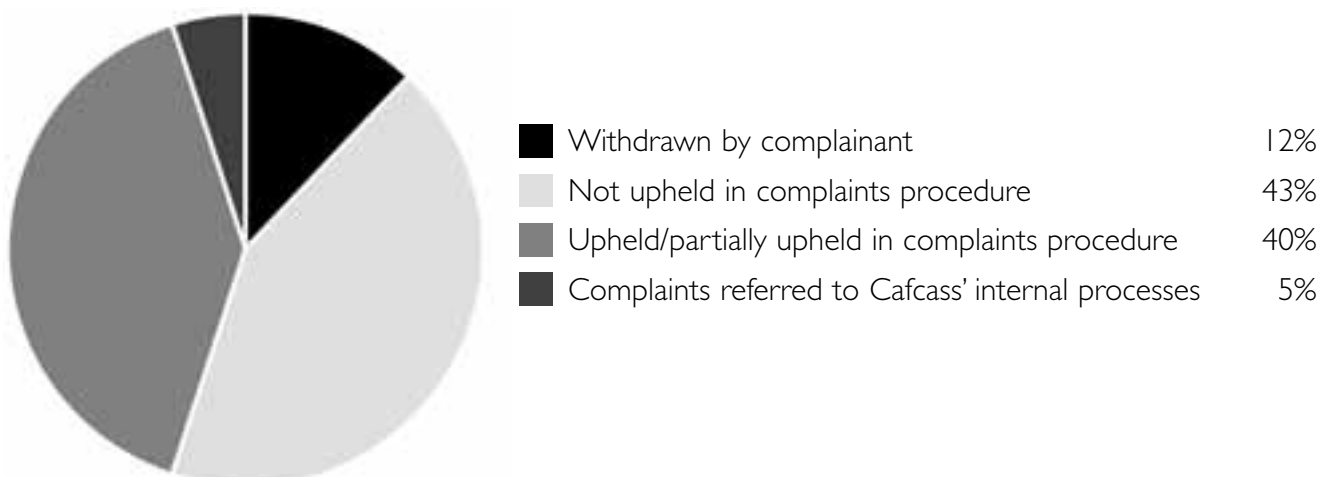 Withdrawn by complainant 12%
Not upheld in complaints procedure 43%
Upheld/partially upheld in complaints procedure 40%
Complaints referred to Cafcass’ internal processes 5%